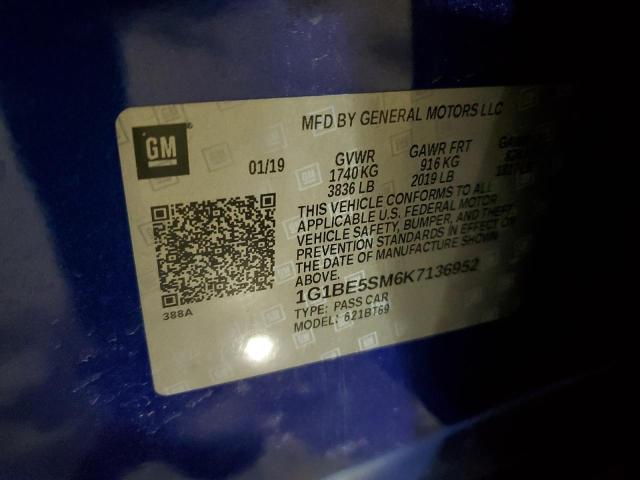 MFD BY GENERAL MOTORS LLC
GM
01/19
GVWR
1740 KG
3836 LB
GAWR FRT
916 KG
2019 LB
THIS VEHICLE CONFORMS TO ALL
APPLICABLE U.S. FEDERAL MOTOR
VEHICLE SAFETY, BUMPER, AND THEFT
PREVENTION STANDARDS IN EFFECT ON
THE DATE OF MANUFACTURE SHOWN
ABOVE.
1G1BE5SM6K7136952
TYPE: PASS CAR
MODEL: 621BT69
388A